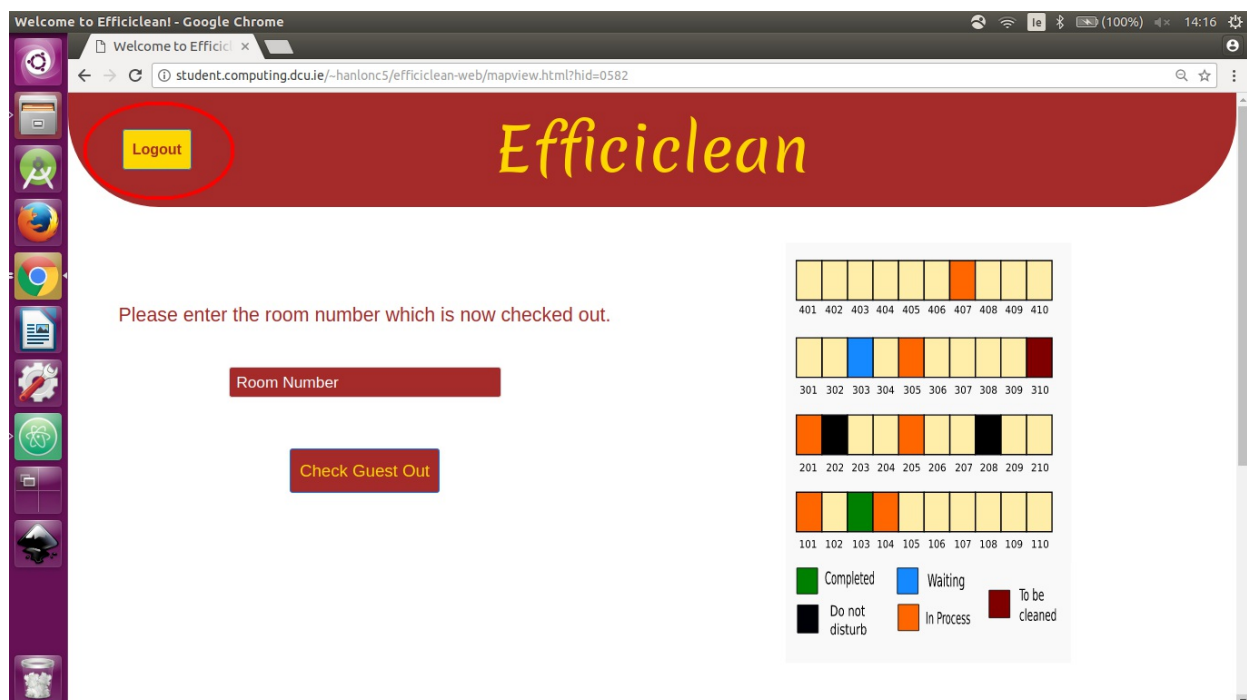 Welcome to Efficiclean! - Google Chrome
Ie
(100%)
14:16
Welcome to Efficic
student.computing.dcu.ie/~hanlonc5/efficiclean-web/mapview.html?hid=0582
Logout
Efficiclean
Please enter the room number which is now checked out.
Room Number
Check Guest Out
401 402 403 404 405 406 407 408 409 410
301 302 303 304 305 306 307 308 309 310
201 202 203 204 205 206 207 208 209 210
101 102 103 104 105 106 107 108 109 110
Completed
Waiting
To be
cleaned
Do not
disturb
In Process